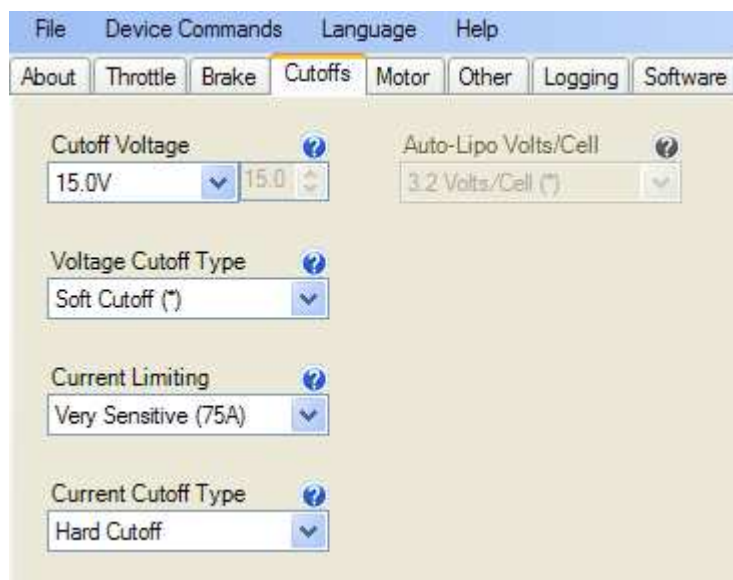 File Device Commands Language Help
About Throttle Brake Cutoffs Motor Other Logging Software
Cutoff Voltage ? Auto-Lipo Volts/Cell ?
15.0V 15.0 3.2 Volts/Cell (*)
Voltage Cutoff Type ?
Soft Cutoff (*)
Current Limiting ?
Very Sensitive (75A)
Current Cutoff Type ?
Hard Cutoff